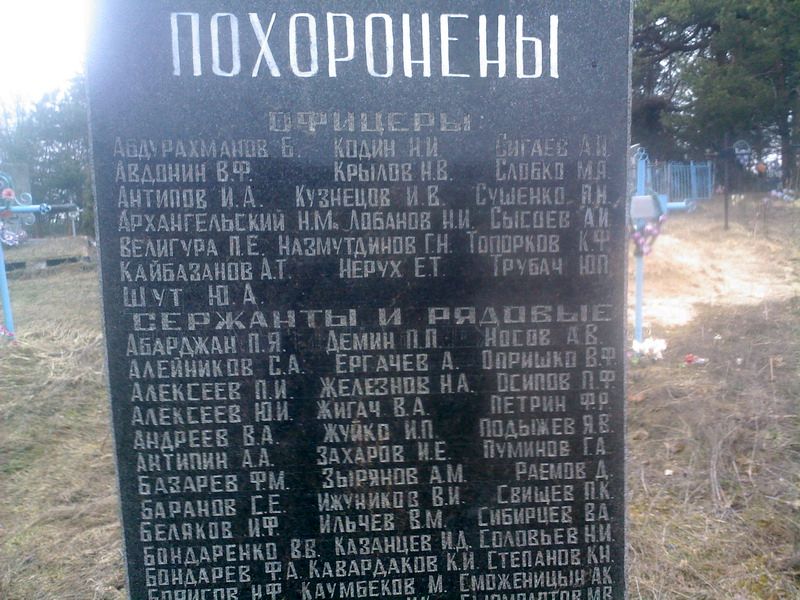 ПОХОРОНЕНЫ
ОФИЦЕРЫ
АБДУРАХМАНОВ Б. КОДИН Н.И. СИГАЕВ А.П.
АВДОНИН В.Ф. КРЫЛОВ Н.В. СЛОБКО М.Я.
АНТИПОВ И.А. КУЗНЕЦОВ И.В. СУШЕНКО Я.Н.
АРХАНГЕЛЬСКИЙ Н.М. ЛОБАНОВ Н.И. СЫСОЕВ А.И.
ВЕЛИГУРА П.Е. НАЗМУТДИНОВ Г.Н. ТОПОРКОВ К.Ф.
КАЙБАЗАНОВ А.Т. НЕРУХ Е.Т. ТРУБАЧ Ю.П.
ШУТ Ю.А.
СЕРЖАНТЫ И РЯДОВЫЕ
АБАРДЖАН П.Я. ДЕМИН П.П. НОСОВ А.В.
АЛЕЙНИКОВ С.А. ЕРГАЧЕВ А. ОПРИШКО В.Ф.
АЛЕКСЕЕВ П.И. ЖЕЛЕЗНОВ Н.А. ОСИПОВ П.Ф.
АЛЕКСЕЕВ Ю.И. ЖИГАЧ В.А. ПЕТРИН Ф.Р.
АНДРЕЕВ В.А. ЖУЙКО И.П. ПОДЫЖЕВ Я.В.
АНТИПИН А.А. ЗАХАРОВ И.Е. ПУМИНОВ Г.А.
БАЗАРЕВ Ф.М. ЗЫРЯНОВ А.М. РАЕМОВ Д.
БАРАНОВ С.Е. ИЖУНИКОВ В.И. СВИЩЕВ П.К.
БЕЛЯКОВ И.Ф. ИЛЬЧЕВ В.М. СИБИРЦЕВ В.А.
БОНДАРЕНКО В.В. КАЗАНЦЕВ И.Д. СОЛОВЬЕВ Н.И.
БОНДАРЕВ Ф.А. КАВАРДАКОВ К.И. СТЕПАНОВ К.Н.
БОРИСОВ Н.Ф. КАУМБЕКОВ М. СМОЖЕНИЦЫН А.К.